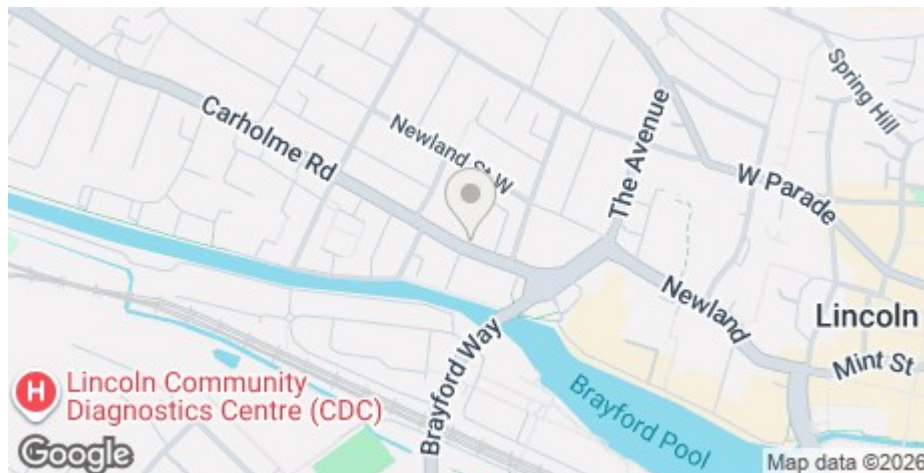 Carholme Rd
Newland St W
The Avenue
Spring Hill
W Parade
Newland
Lincoln
Mint St
Brayford Way
Brayford Pool
H
Lincoln Community
Diagnostics Centre (CDC)
Google
Map data ©2026